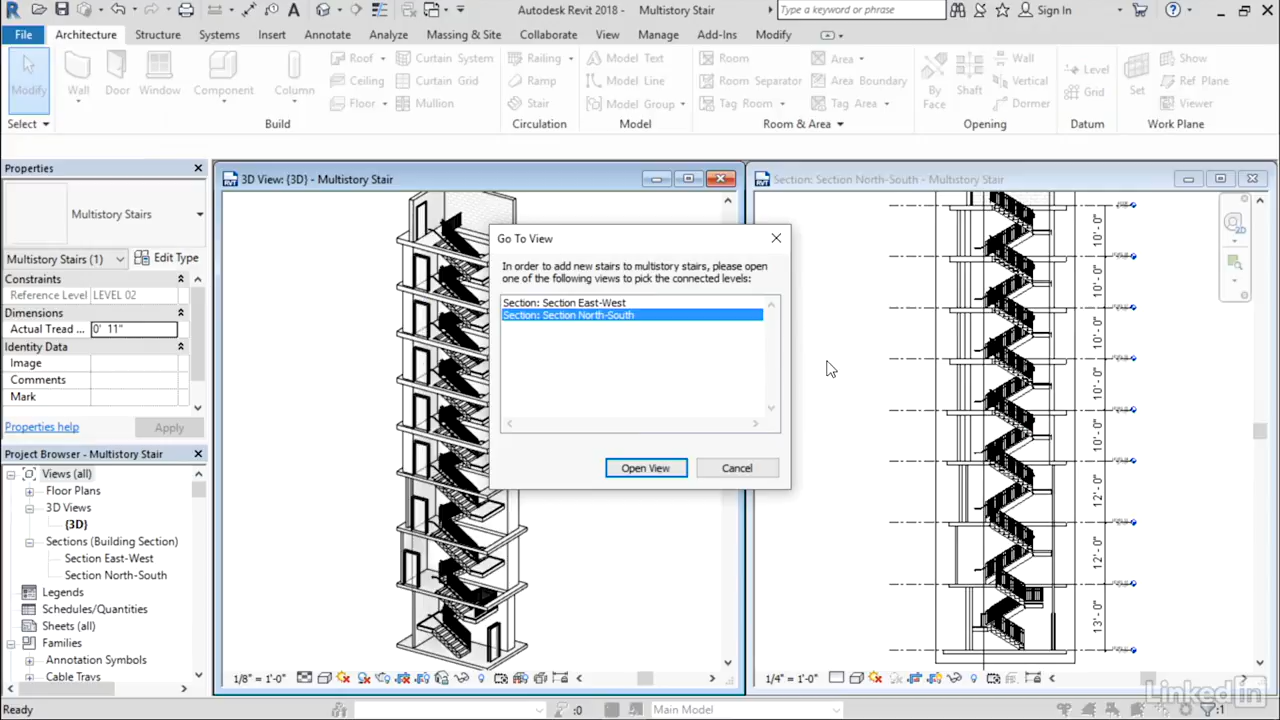 Autodesk Revit 2018 -    Multistory Stair
Type a keyword or phrase
Sign In
File
Architecture
Structure
Systems
Insert
Annotate
Analyze
Massing & Site
Collaborate
View
Manage
Add-Ins
Modify
Modify
Wall
Door
Window
Component
Column
Roof
Ceiling
Floor
Curtain System
Curtain Grid
Mullion
Railing
Ramp
Stair
Model Text
Model Line
Model Group
Room
Room Separator
Tag Room
Area
Area Boundary
Tag Area
By
Face
Shaft
Wall
Vertical
Dormer
Level
Grid
Set
Show
Ref Plane
Viewer
Select
Build
Circulation
Model
Room & Area
Opening
Datum
Work Plane
Properties
Multistory Stairs
Multistory Stairs (1)
Edit Type
Constraints
Reference Level
LEVEL 02
Dimensions
Actual Tread ...
0'  11"
Identity Data
Image
Comments
Mark
Properties help
Apply
Project Browser - Multistory Stair
Views (all)
Floor Plans
3D Views
{3D}
Sections (Building Section)
Section East-West
Section North-South
Legends
Schedules/Quantities
Sheets (all)
Families
Annotation Symbols
Cable Trays
3D View: {3D} - Multistory Stair
1/8" = 1'-0"
Go To View
In order to add new stairs to multistory stairs, please open
one of the following views to pick the connected levels:
Section: Section East-West
Section: Section North-South
Open View
Cancel
Section: Section North-South - Multistory Stair
2D
10' - 0"
10' - 0"
10' - 0"
10' - 0"
10' - 0"
12' - 0"
12' - 0"
13' - 0"
1/4" = 1'-0"
Ready
:0
Main Model
:1
LinkedIn